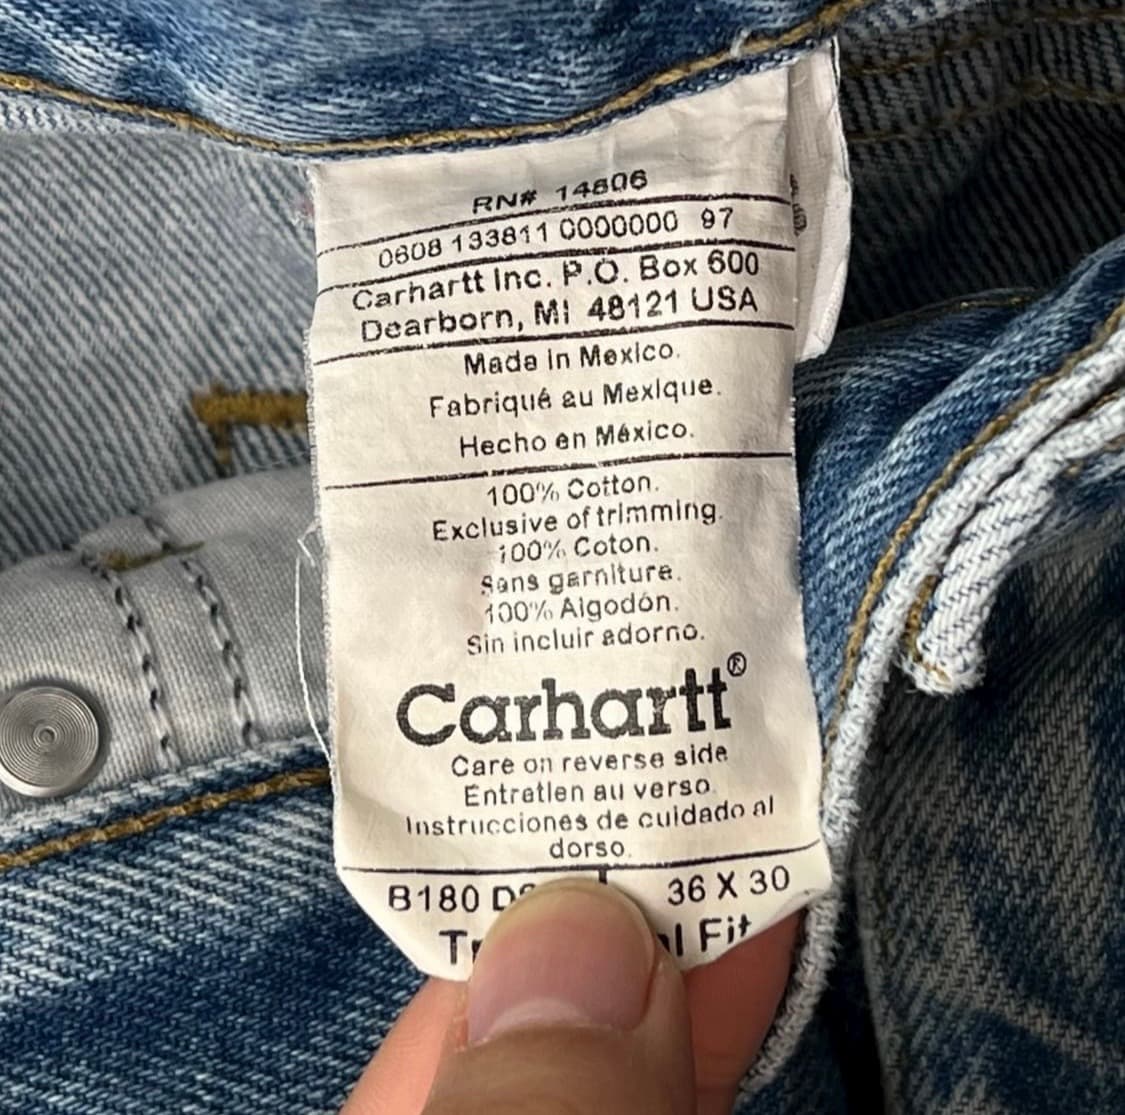 RN# 14806
0608 133811 0000000 97
Carhartt Inc. P.O. Box 600
Dearborn, MI 48121 USA
Made in Mexico.
Fabriqué au Mexique.
Hecho en México.
100% Cotton.
Exclusive of trimming.
100% Coton.
Sans garniture.
100% Algodón.
Sin incluir adorno.
Carhartt®
Care on reverse side
Entretien au verso.
Instrucciones de cuidado al
dorso.
B180 36 X 30
Fit